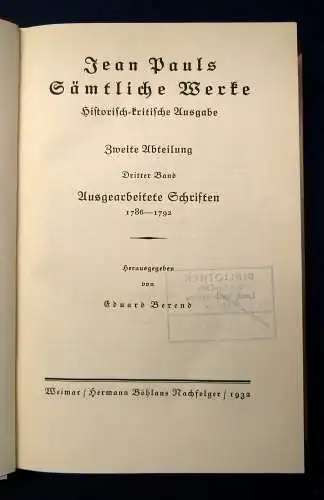 Jean Pauls
Sämtliche Werke
Historisch-kritische Ausgabe
Zweite Abteilung
Dritter Band
Ausgearbeitete Schriften
1786—1792
Herausgegeben
von
Eduard Berend
BIBLIOTHEK
Weimar / Hermann Böhlaus Nachfolger / 1932